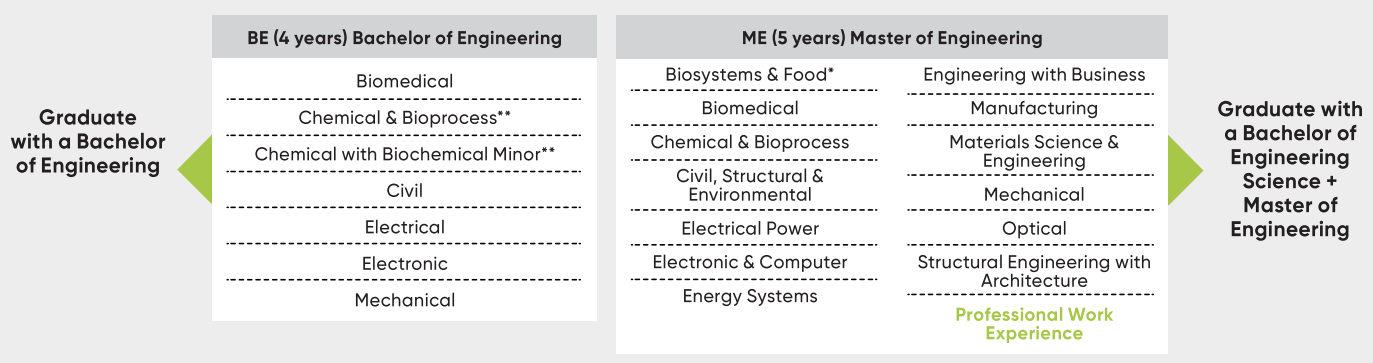 Graduate
with a Bachelor
of Engineering
BE (4 years) Bachelor of Engineering
Biomedical
Chemical & Bioprocess**
Chemical with Biochemical Minor**
Civil
Electrical
Electronic
Mechanical
ME (5 years) Master of Engineering
Biosystems & Food*
Biomedical
Chemical & Bioprocess
Civil, Structural &
Environmental
Electrical Power
Electronic & Computer
Energy Systems
Engineering with Business
Manufacturing
Materials Science &
Engineering
Mechanical
Optical
Structural Engineering with
Architecture
Professional Work
Experience
Graduate with
a Bachelor of
Engineering
Science +
Master of
Engineering